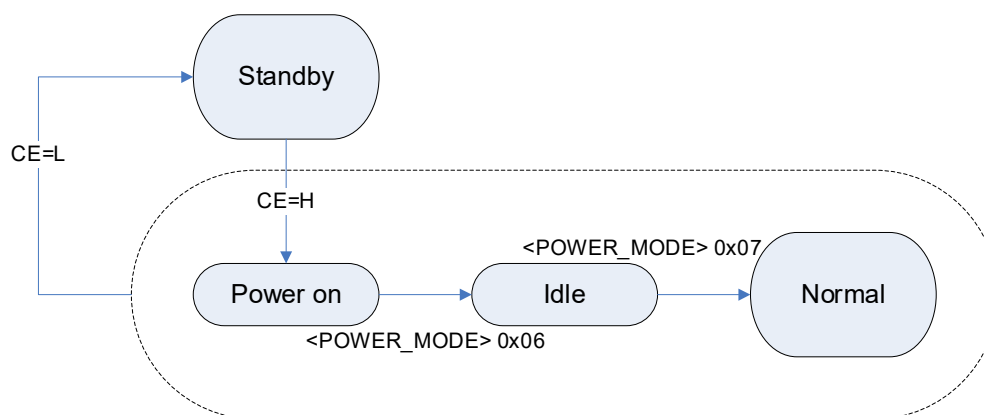 Standby
CE=L
CE=H
<POWER_MODE> 0x07
Power on
Idle
Normal
<POWER_MODE> 0x06